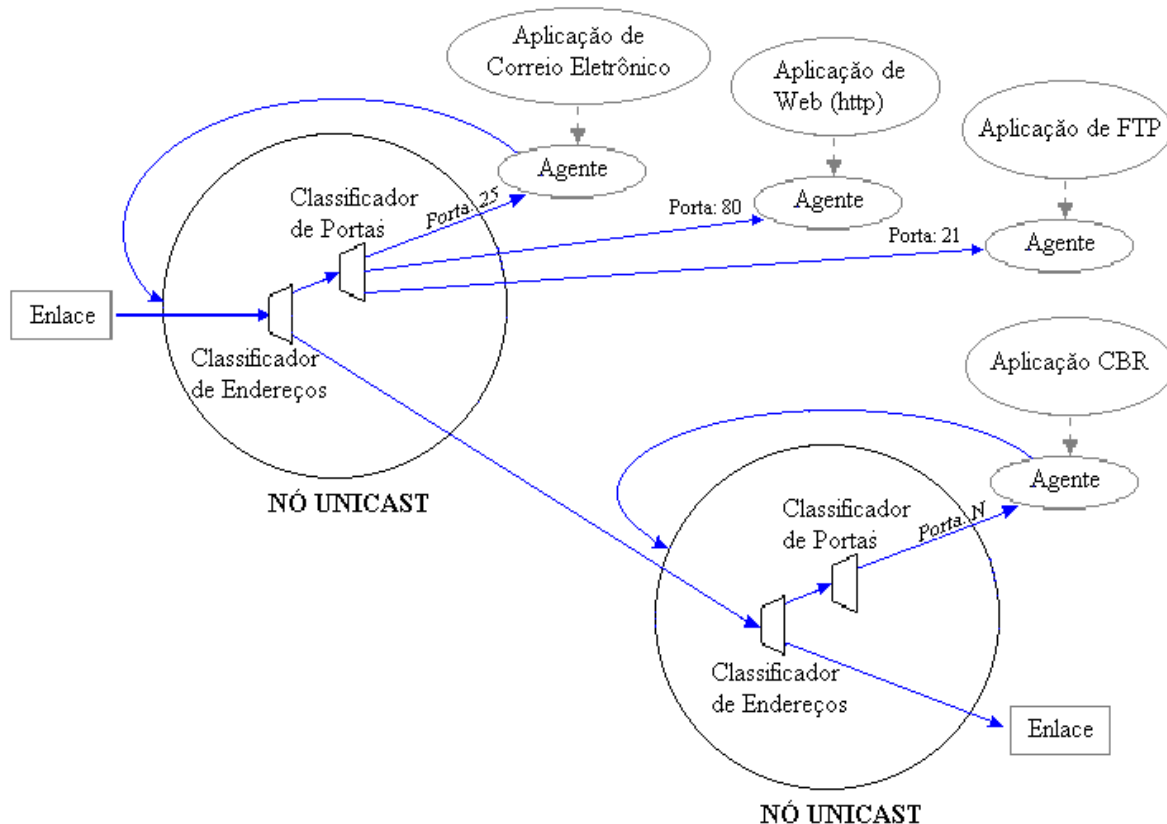 Aplicação de
Correio Eletrônico
Aplicação de
Web (http)
Aplicação de FTP
Agente
Agente
Agente
Classificador
de Portas
Porta: 25
Porta: 80
Porta: 21
Enlace
Classificador
de Endereços
NÓ UNICAST
Aplicação CBR
Agente
Classificador
de Portas
Porta: N
Classificador
de Endereços
Enlace
NÓ UNICAST